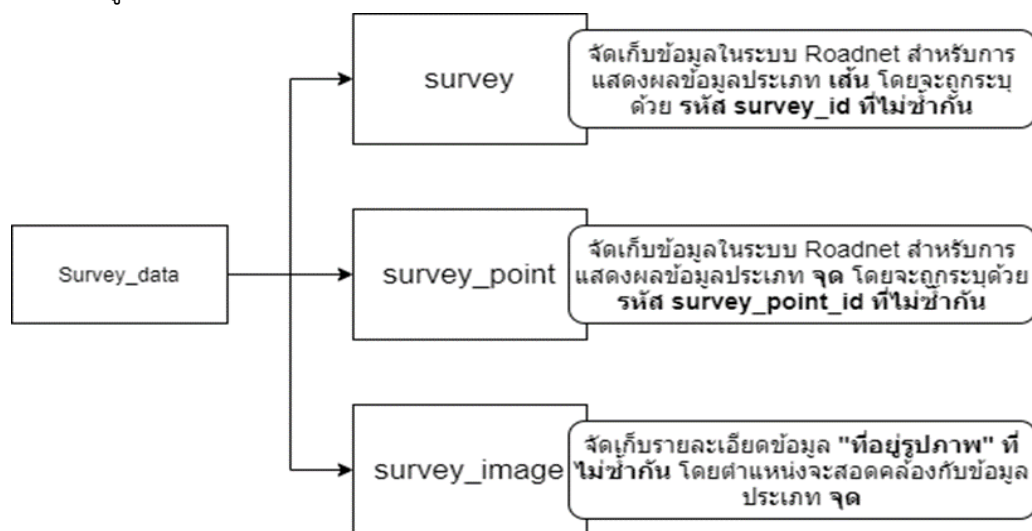 survey
จัดเก็บข้อมูลในระบบ Roadnet สำหรับการ
แสดงผลข้อมูลประเภท เส้น โดยจะถูกระบุ
ด้วย รหัส survey_id ที่ไม่ซ้ำกัน
Survey_data
survey_point
จัดเก็บข้อมูลในระบบ Roadnet สำหรับการ
แสดงผลข้อมูลประเภท จุด โดยจะถูกระบุด้วย
รหัส survey_point_id ที่ไม่ซ้ำกัน
survey_image
จัดเก็บรายละเอียดข้อมูล "ที่อยู่รูปภาพ" ที่
ไม่ซ้ำกัน โดยตำแหน่งจะสอดคล้องกับข้อมูล
ประเภท จุด